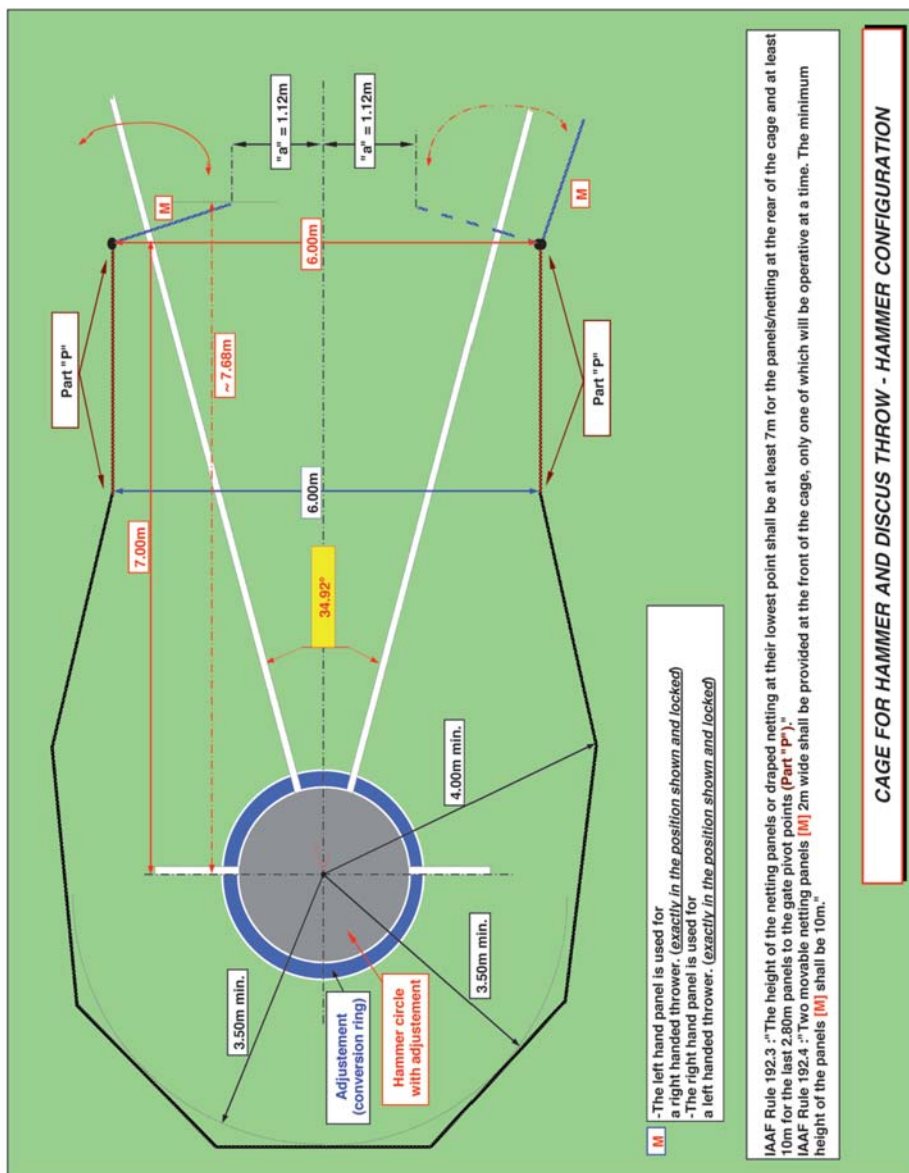 Part "P"
M
"a" = 1.12m
"a" = 1.12m
M
6.00m
~ 7.68m
7.00m
6.00m
34.92º
Part "P"
4.00m min.
3.50m min.
3.50m min.
Adjustement
(conversion ring)
Hammer circle
with adjustement
M -The left hand panel is used for
a right handed thrower. (exactly in the position shown and locked)
-The right hand panel is used for
a left handed thrower. (exactly in the position shown and locked)
IAAF Rule 192.3 :"The height of the netting panels or draped netting at their lowest point shall be at least 7m for the panels/netting at the rear of the cage and at least
10m for the last 2.80m panels to the gate pivot points (Part "P")."
IAAF Rule 192.4 :"Two movable netting panels [M] 2m wide shall be provided at the front of the cage, only one of which will be operative at a time. The minimum
height of the panels [M] shall be 10m."
CAGE FOR HAMMER AND DISCUS THROW - HAMMER CONFIGURATION